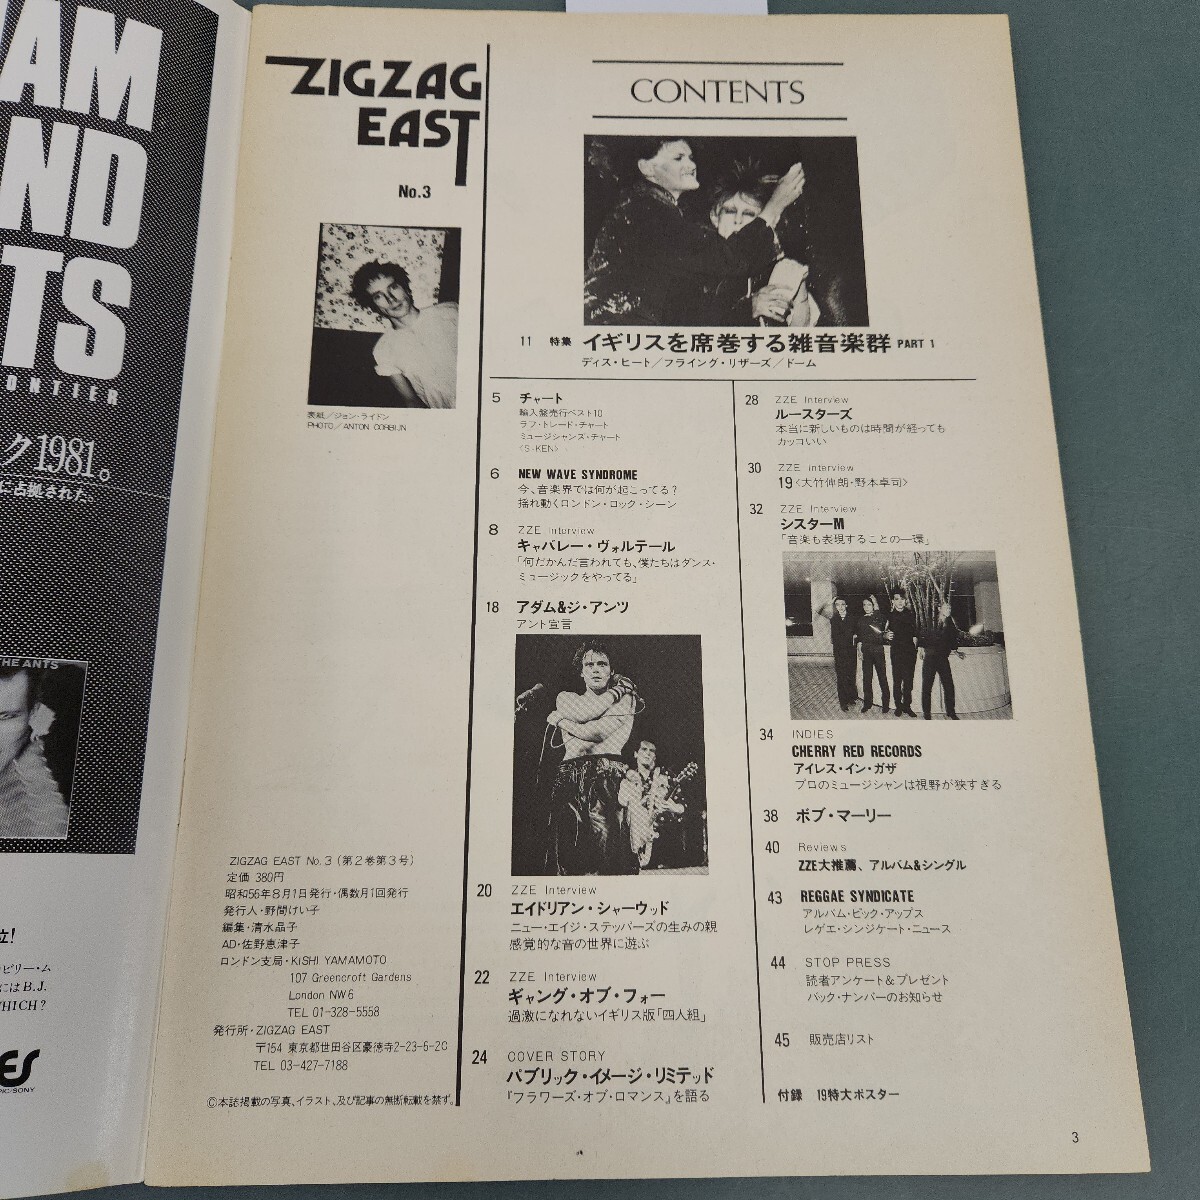 AM
ND
TS
ONTIER
ク1981。
に占拠された。
THE ANTS
位!
ビリー・ム
にはB.J.
WHICH?
ES
EPIC/SONY
ZIGZAG
EAST
No.3
表紙/ジョン・ライドン
PHOTO/ANTON CORBIJN
ZIGZAG EAST No.3 (第2巻第3号)
定価 380円
昭和56年8月1日発行・偶数月1回発行
発行人・野間けい子
編集・清水晶子
AD・佐野恵津子
ロンドン支局・KISHI YAMAMOTO
107 Greencroft Gardens
London NW6
TEL 01-328-5558
発行所・ZIGZAG EAST
〒154 東京都世田谷区豪徳寺2-23-6-2C
TEL 03-427-7188
©本誌掲載の写真、イラスト、及び記事の無断転載を禁ず。
CONTENTS
11 特集 イギリスを席巻する雑音楽群 PART 1
ディス・ヒート/フライング・リザーズ/ドーム
5 チャート
輸入盤売行ベスト10
ラフ・トレード・チャート
ミュージシャンズ・チャート
〈S-KEN〉
6 NEW WAVE SYNDROME
今、音楽界では何が起こってる?
揺れ動くロンドン・ロック・シーン
8 ZZE Interview
キャバレー・ヴォルテール
「何だかんだ言われても、僕たちはダンス・
ミュージックをやってる」
18 アダム&ジ・アンツ
アント宣言
20 ZZE Interview
エイドリアン・シャーウッド
ニュー・エイジ・ステッパーズの生みの親
感覚的な音の世界に遊ぶ
22 ZZE Interview
ギャング・オブ・フォー
過激になれないイギリス版「四人組」
24 COVER STORY
パブリック・イメージ・リミテッド
『フラワーズ・オブ・ロマンス』を語る
28 ZZE Interview
ルースターズ
本当に新しいものは時間が経っても
カッコいい
30 ZZE interview
19〈大竹伸朗・野本卓司〉
32 ZZE Interview
シスターM
「音楽も表現することの一環」
34 INDIES
CHERRY RED RECORDS
アイレス・イン・ガザ
プロのミュージシャンは視野が狭すぎる
38 ボブ・マーリー
40 Reviews
ZZE大推薦、アルバム&シングル
43 REGGAE SYNDICATE
アルバム・ピック・アップス
レゲエ・シンジケート・ニュース
44 STOP PRESS
読者アンケート&プレゼント
バック・ナンバーのお知らせ
45 販売店リスト
付録 19特大ポスター
3